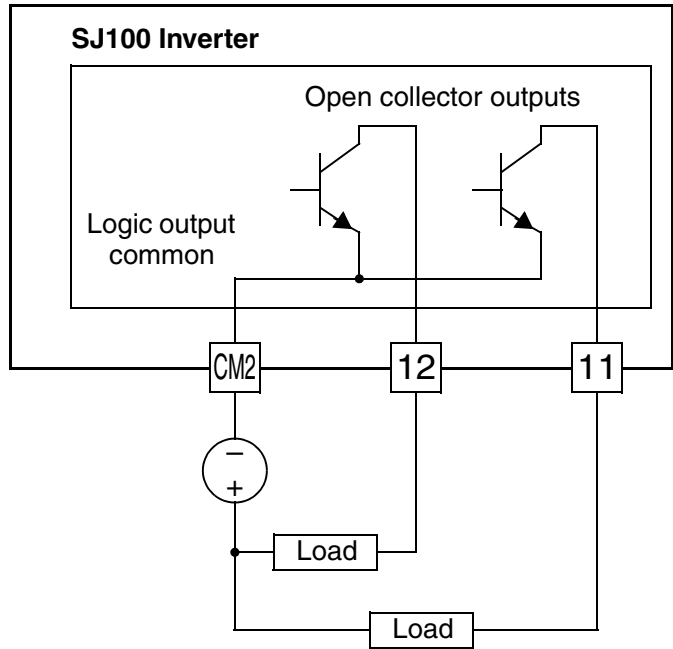 SJ100 Inverter
Open collector outputs
Logic output
common
CM2
12
11
–
+
Load
Load